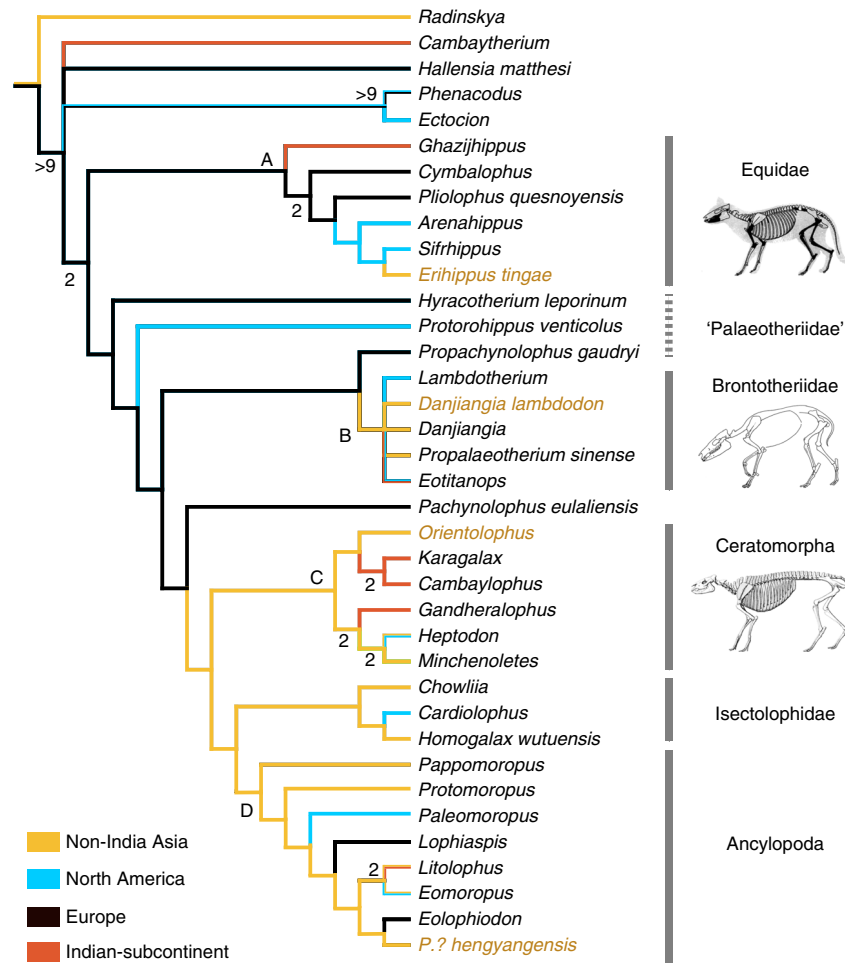 Radinskya
Cambaytherium
Hallensia matthesi
>9
Phenacodus
Ectocion
>9
A
Ghazijhippus
Equidae
Cymbalophus
2
Pliolophus quesnoyensis
Arenahippus
Sifrhippus
2
Erihippus tingae
Hyracotherium leporinum
Protorohippus venticolus
'Palaeotheriidae'
Propachynolophus gaudryi
Lambdotherium
Brontotheriidae
Danjiangia lambdodon
B
Danjiangia
Propalaeotherium sinense
Eotitanops
Pachynolophus eulaliensis
Orientolophus
Ceratomorpha
Karagalax
C
2
Cambaylophus
Gandheralophus
2
Heptodon
2
Minchenoletes
Chowliia
Cardiolophus
Isectolophidae
Homogalax wutuensis
Pappomoropus
D
Protomoropus
Paleomoropus
Lophiaspis
Ancylopoda
2
Litolophus
Eomoropus
Eolophiodon
P.? hengyangensis
Non-India Asia
North America
Europe
Indian-subcontinent